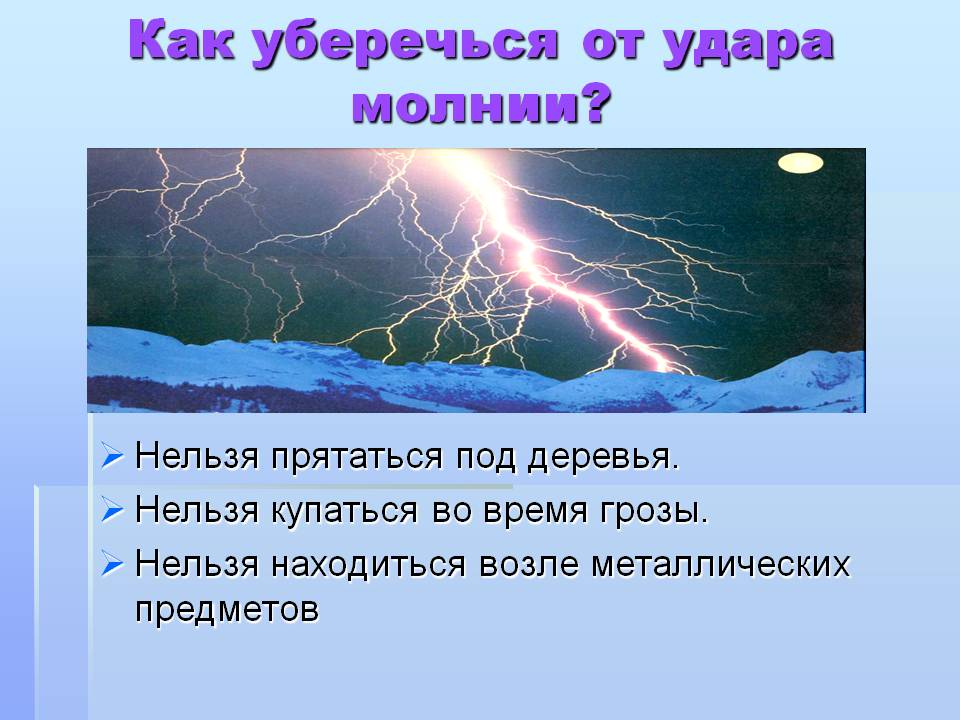 Как уберечься от удара
молнии?
Нельзя прятаться под деревья.
Нельзя купаться во время грозы.
Нельзя находиться возле металлических
предметов